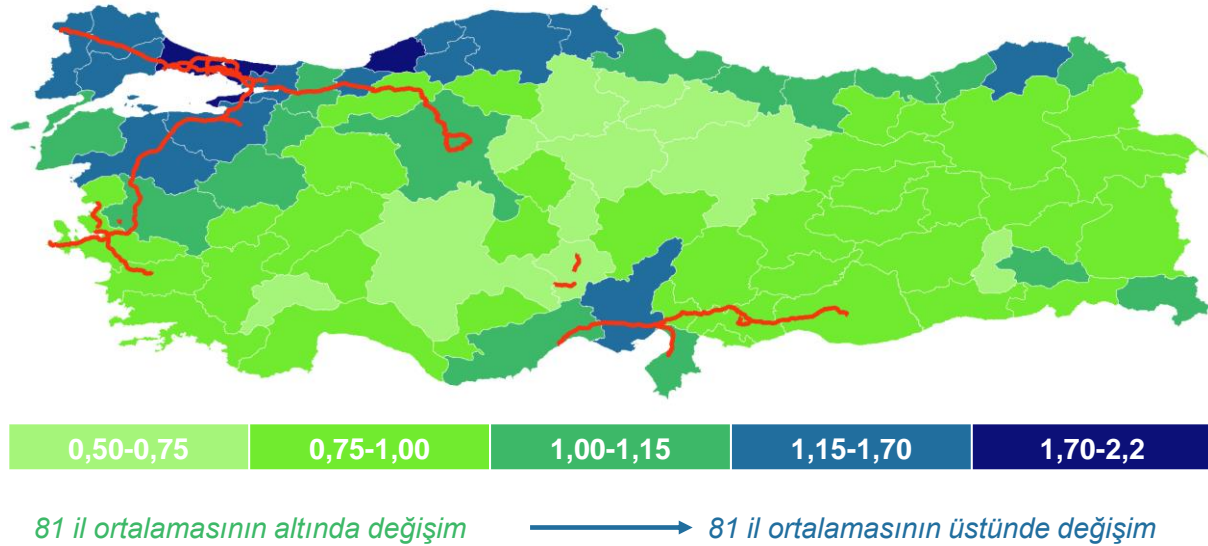 0,50-0,75 0,75-1,00 1,00-1,15 1,15-1,70 1,70-2,2
81 il ortalamasının altında değişim 81 il ortalamasının üstünde değişim